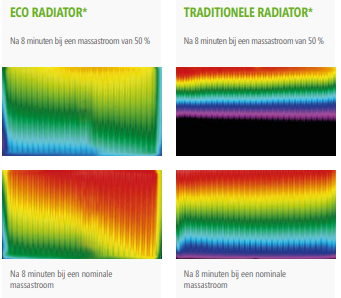 ECO RADIATOR*
Na 8 minuten bij een massastroom van 50 %
Na 8 minuten bij een nominale
massastroom
TRADITIONELE RADIATOR*
Na 8 minuten bij een massastroom van 50 %
Na 8 minuten bij een nominale
massastroom